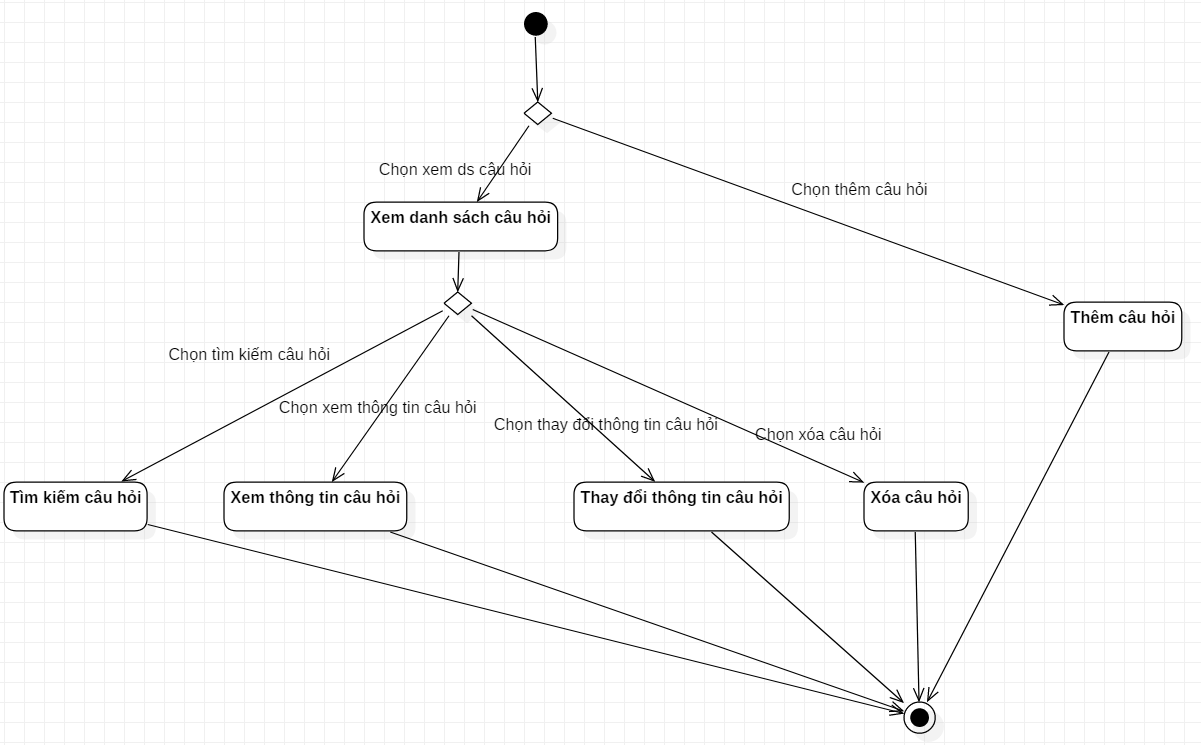 Chọn xem ds câu hỏi
Chọn thêm câu hỏi
Xem danh sách câu hỏi
Thêm câu hỏi
Chọn tìm kiếm câu hỏi
Chọn xem thông tin câu hỏi
Chọn thay đổi thông tin câu hỏi
Chọn xóa câu hỏi
Tìm kiếm câu hỏi
Xem thông tin câu hỏi
Thay đổi thông tin câu hỏi
Xóa câu hỏi